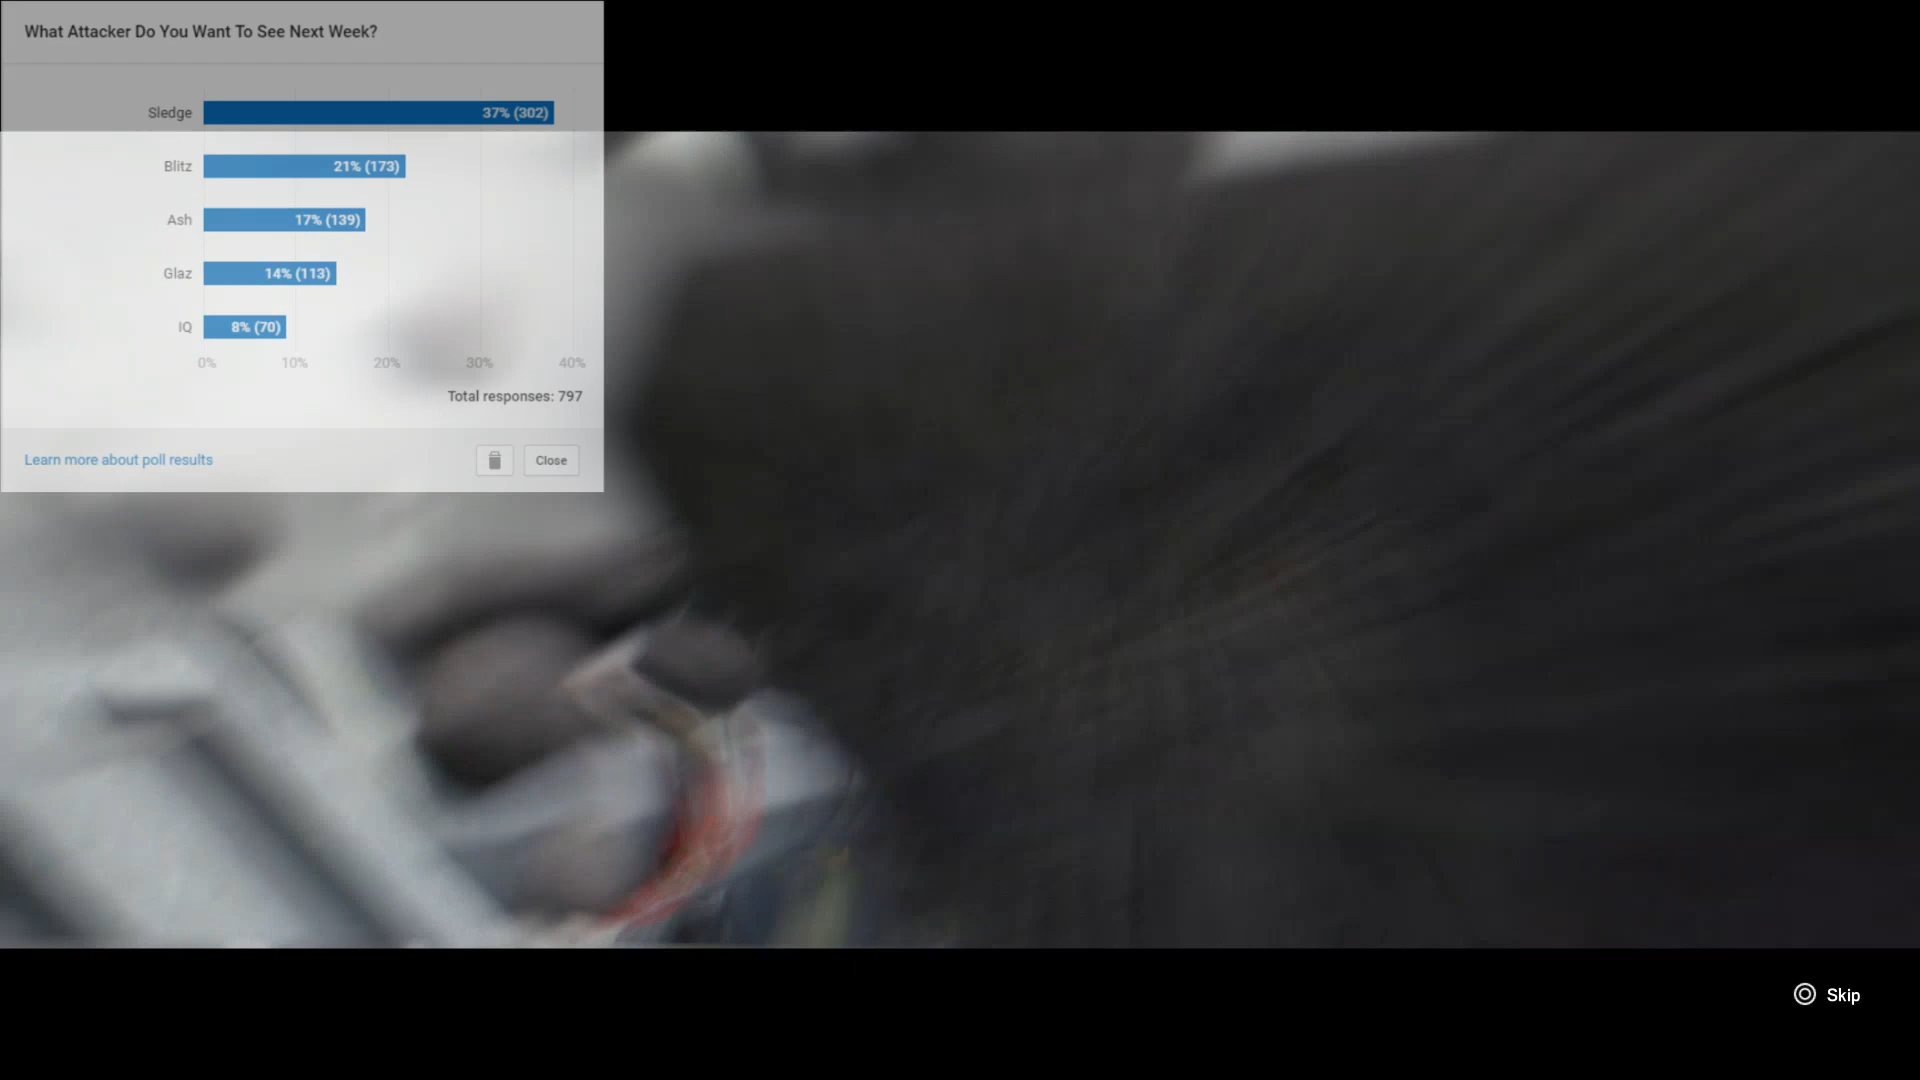 What Attacker Do You Want To See Next Week?
Sledge 37% (302)
Blitz 21% (173)
Ash 17% (139)
Glaz 14% (113)
IQ 8% (70)
0% 10% 20% 30% 40%
Total responses: 797
Learn more about poll results Close
Skip